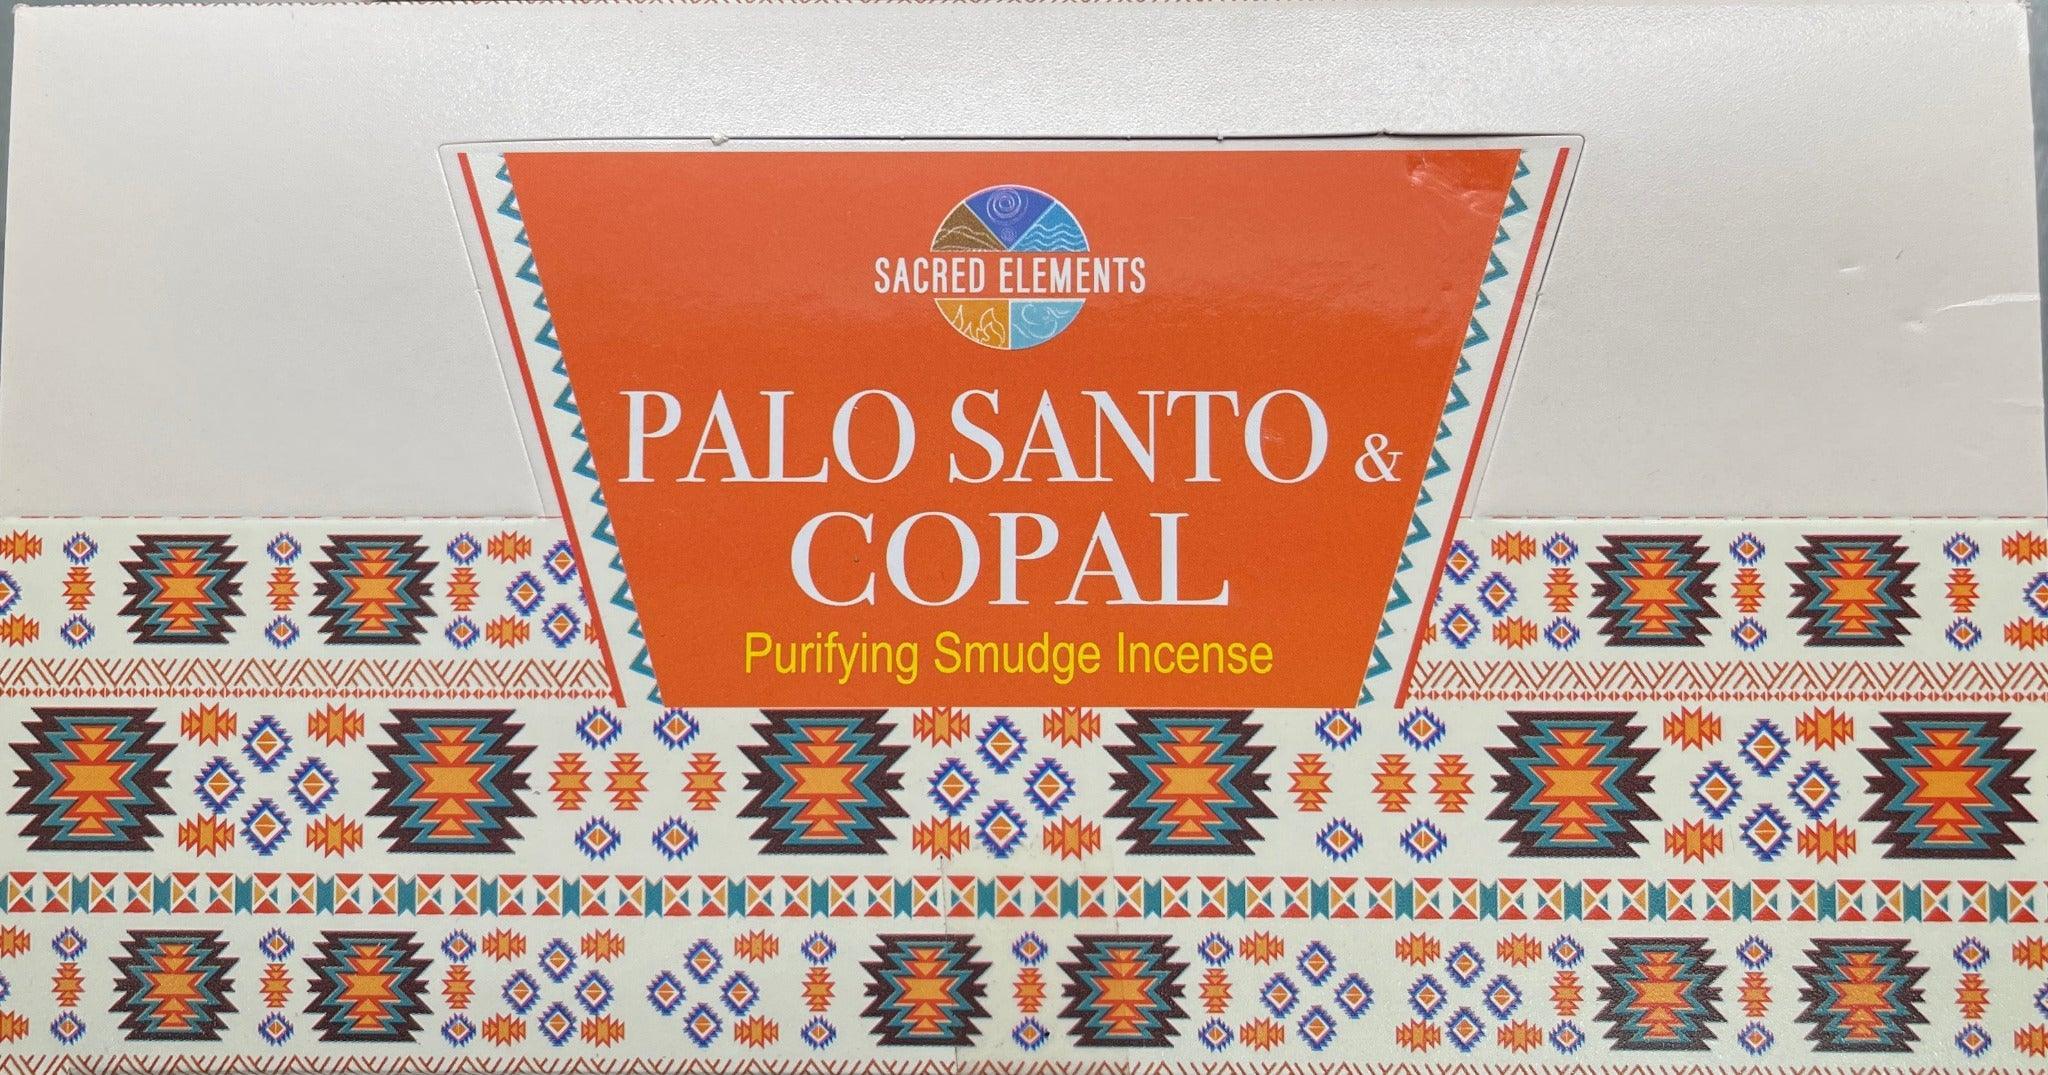 SACRED ELEMENTS
PALO SANTO &
COPAL
Purifying Smudge Incense